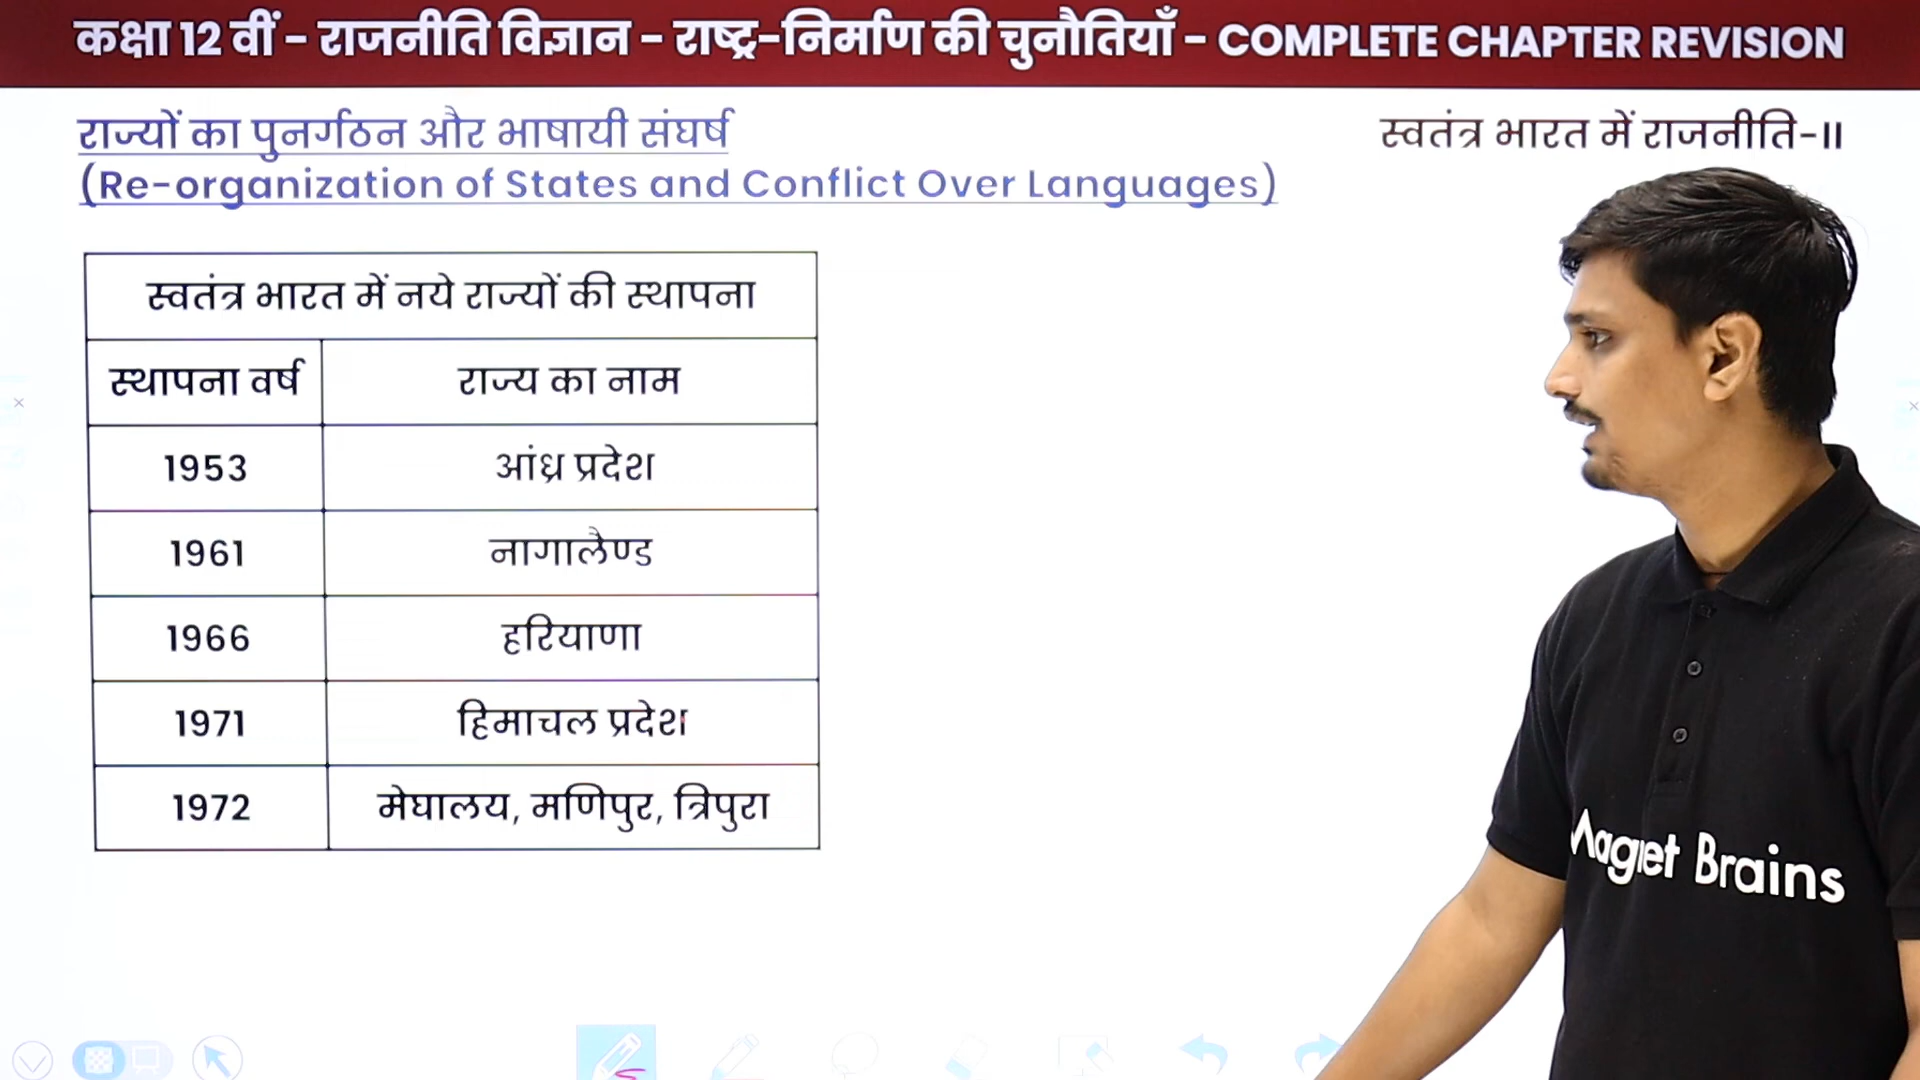 कक्षा 12 वीं - राजनीति विज्ञान - राष्ट्र-निर्माण की चुनौतियाँ - COMPLETE CHAPTER REVISION
राज्यों का पुनर्गठन और भाषायी संघर्ष
स्वतंत्र भारत में राजनीति-II
(Re-organization of States and Conflict Over Languages)
स्वतंत्र भारत में नये राज्यों की स्थापना
स्थापना वर्ष राज्य का नाम
1953 आंध्र प्रदेश
1961 नागालैण्ड
1966 हरियाणा
1971 हिमाचल प्रदेश
1972 मेघालय, मणिपुर, त्रिपुरा
Magnet Brains